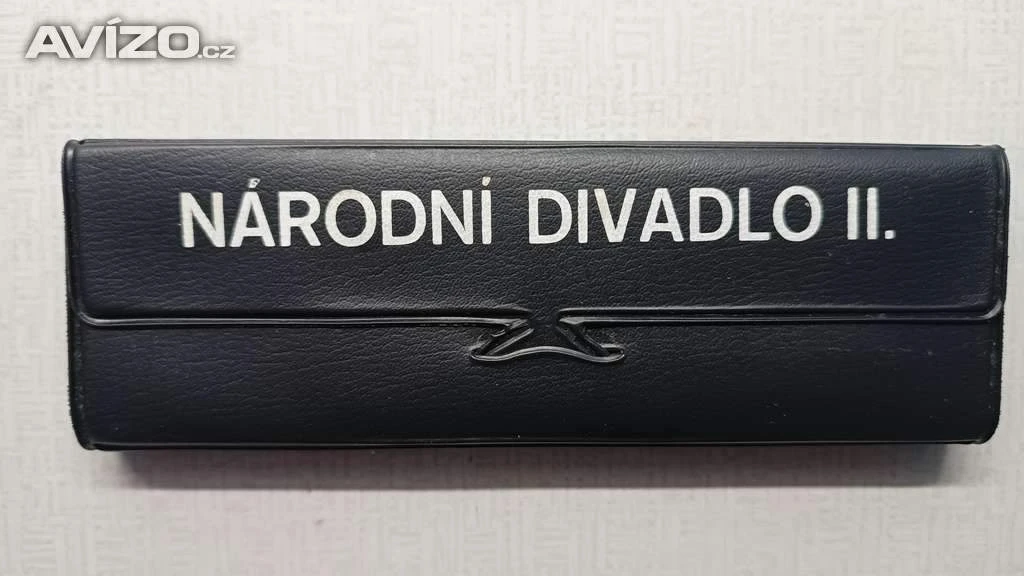 AVÍZO.cz
NÁRODNÍ DIVADLO II.